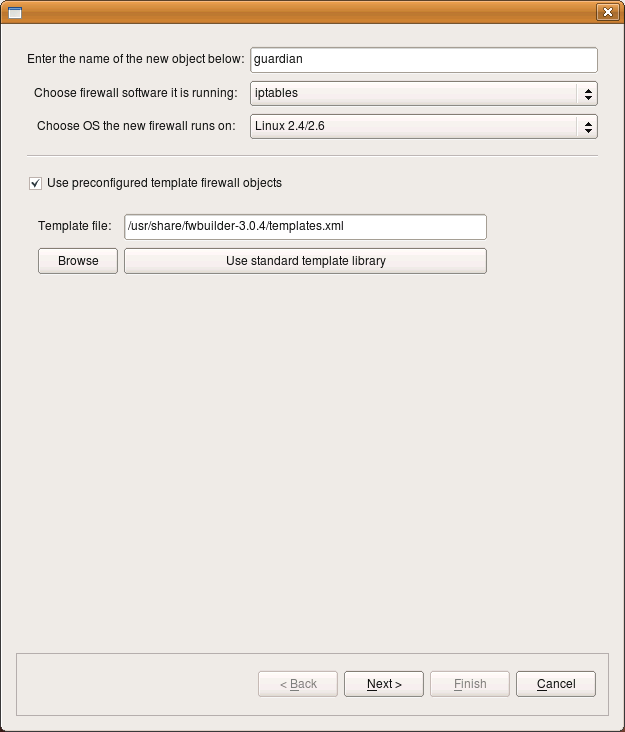 Enter the name of the new object below: guardian
Choose firewall software it is running: iptables
Choose OS the new firewall runs on: Linux 2.4/2.6
Use preconfigured template firewall objects
Template file: /usr/share/fwbuilder-3.0.4/templates.xml
Browse Use standard template library
< Back Next > Finish Cancel